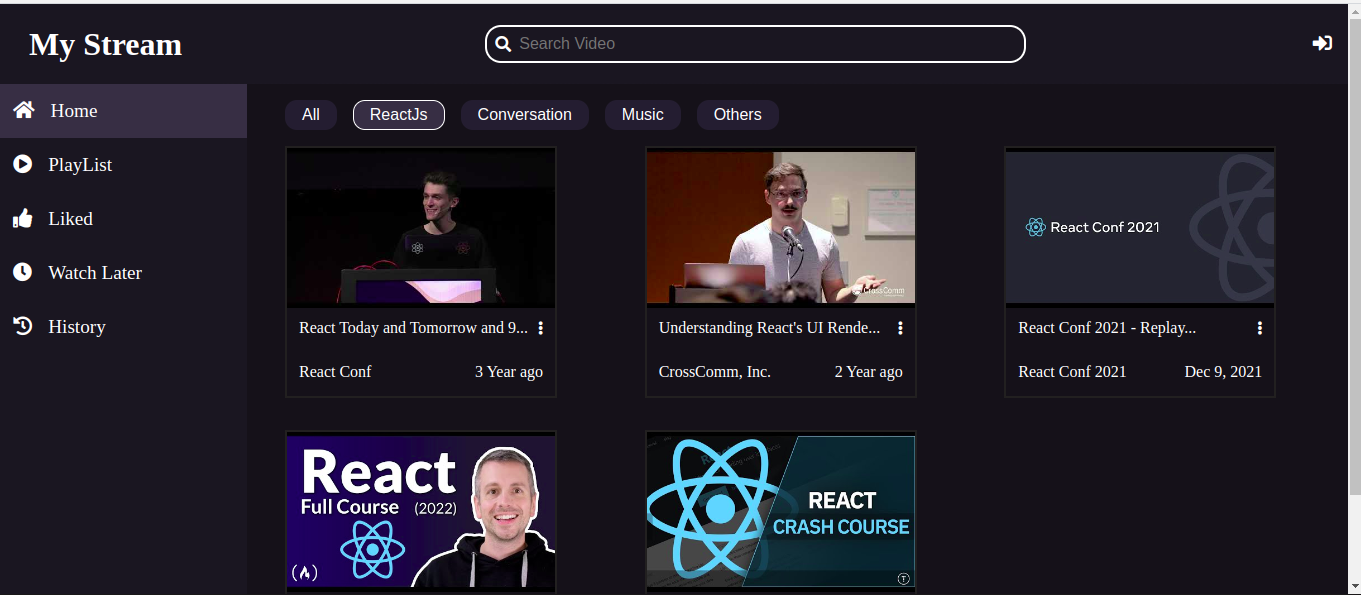 My Stream
Search Video
Home
PlayList
Liked
Watch Later
History
All
ReactJs
Conversation
Music
Others
React Today and Tomorrow and 9...
React Conf
3 Year ago
CrossComm
Understanding React's UI Rende...
CrossComm, Inc.
2 Year ago
React Conf 2021
React Conf 2021 - Replay...
React Conf 2021
Dec 9, 2021
React
Full Course (2022)
REACT
CRASH COURSE